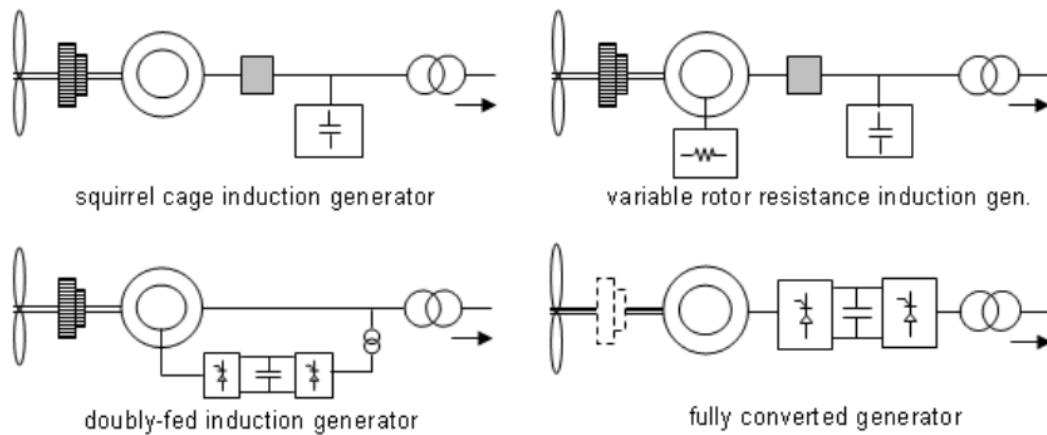 squirrel cage induction generator
variable rotor resistance induction gen.
doubly-fed induction generator
fully converted generator